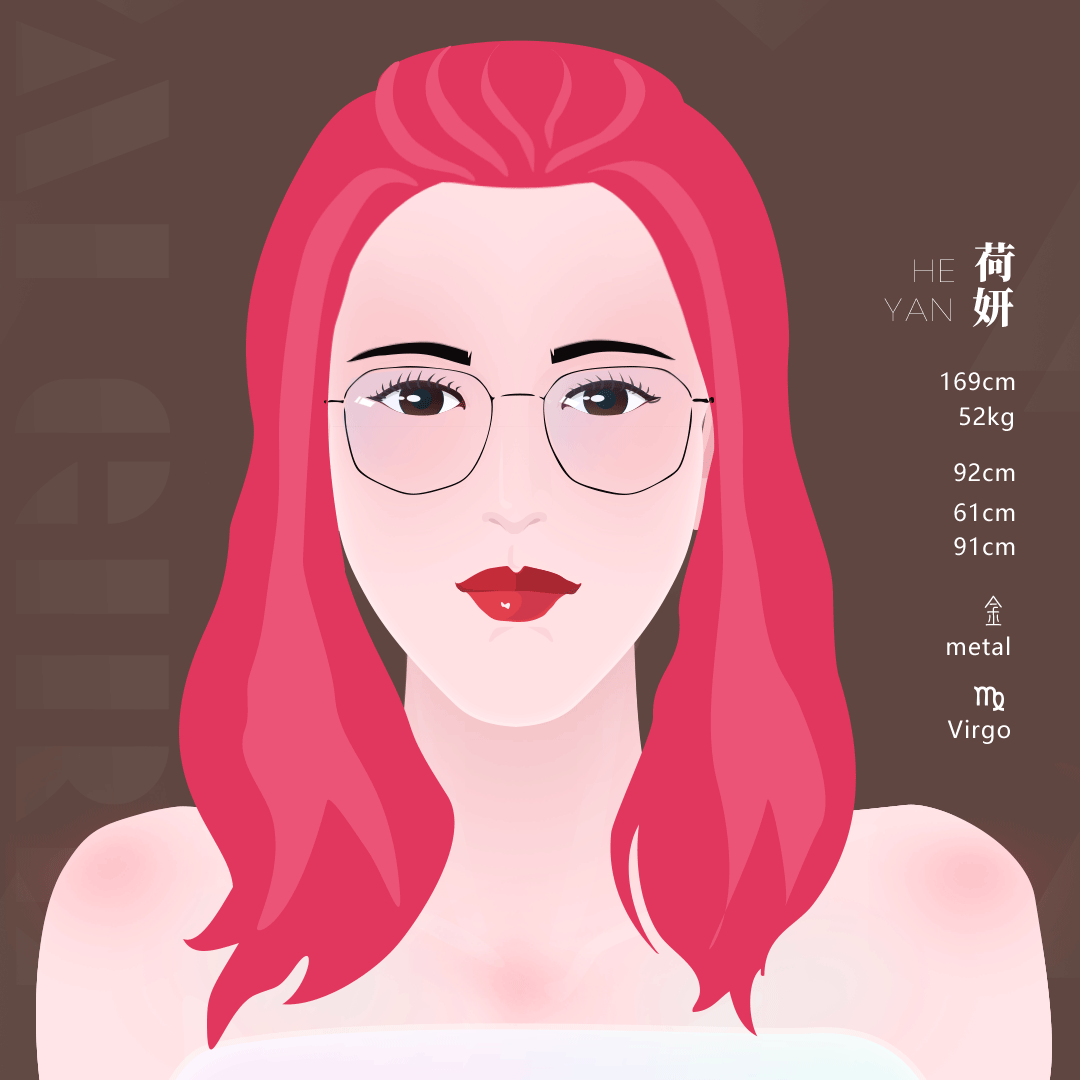 荷妍
HE
YAN
169cm
52kg
92cm
61cm
91cm
金
metal
Virgo